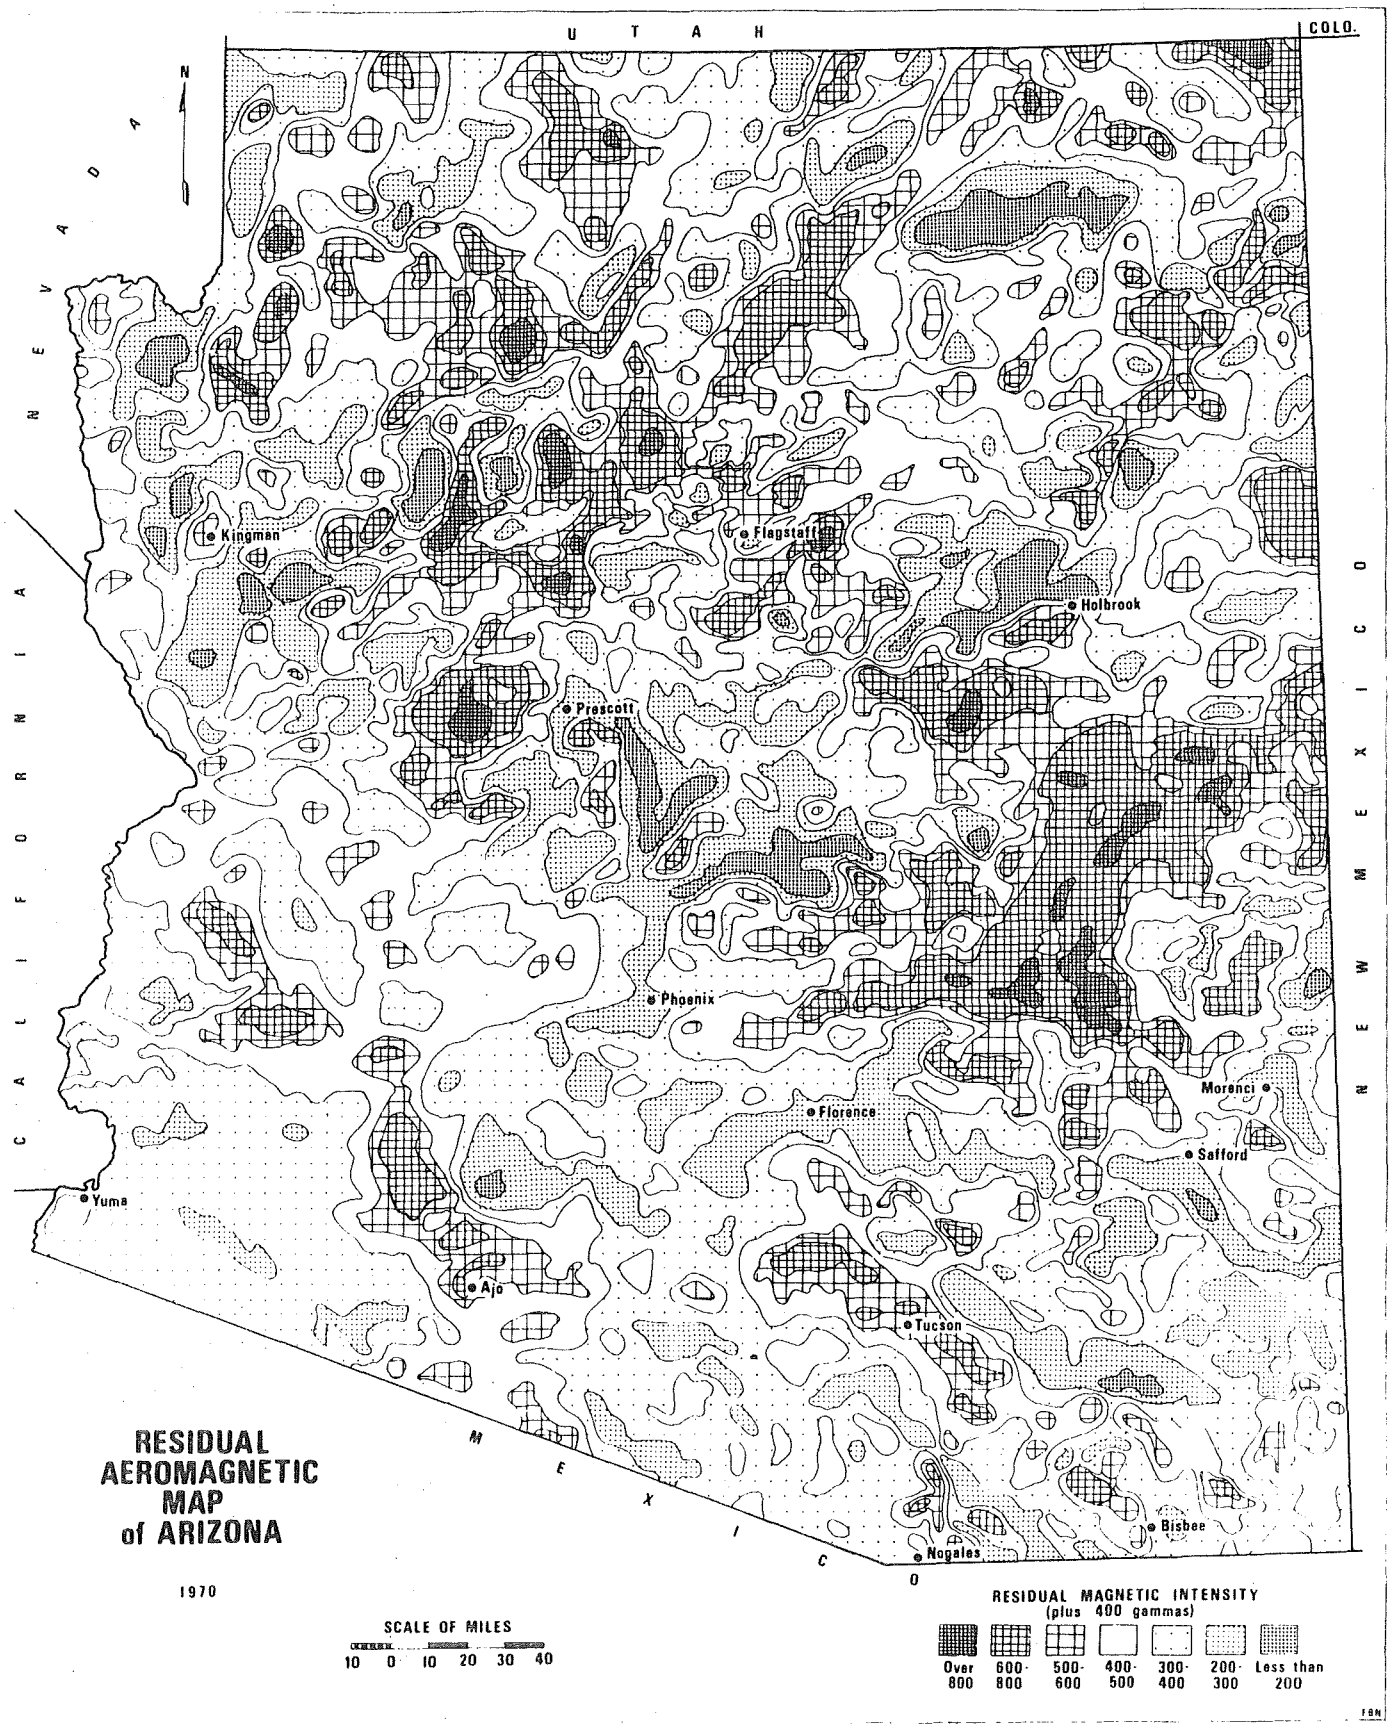 U T A H
COLO.
N
N E V A D A
Kingman
Flagstaff
Holbrook
Prescott
C A L I F O R N I A
N E W M E X I C O
Phoenix
Morenci
Florence
Safford
Yuma
Ajo
Tucson
Bisbee
Nogales
M E X I C O
RESIDUAL
AEROMAGNETIC
MAP
of ARIZONA
1970
SCALE OF MILES
10 0 10 20 30 40
RESIDUAL MAGNETIC INTENSITY
(plus 400 gammas)
Over 600- 500- 400- 300- 200- Less than
800 800 600 500 400 300 200